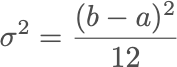 σ² = (b − a)² / 12